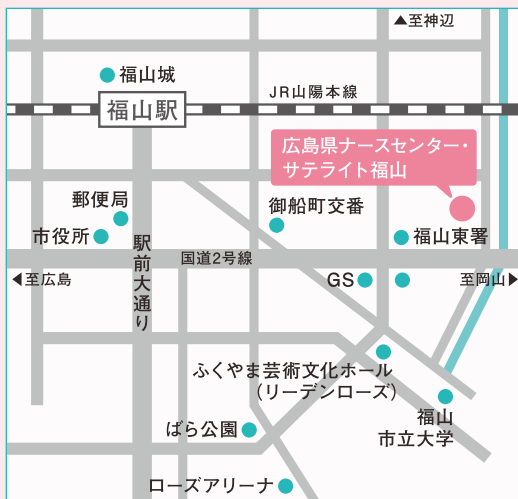 ▲至神辺
福山城
JR山陽本線
福山駅
広島県ナースセンター・
サテライト福山
郵便局
御船町交番
市役所
福山東署
駅前大通り
国道2号線
◀至広島
GS
至岡山▶
ふくやま芸術文化ホール
(リーデンローズ)
福山
市立大学
ばら公園
ローズアリーナ